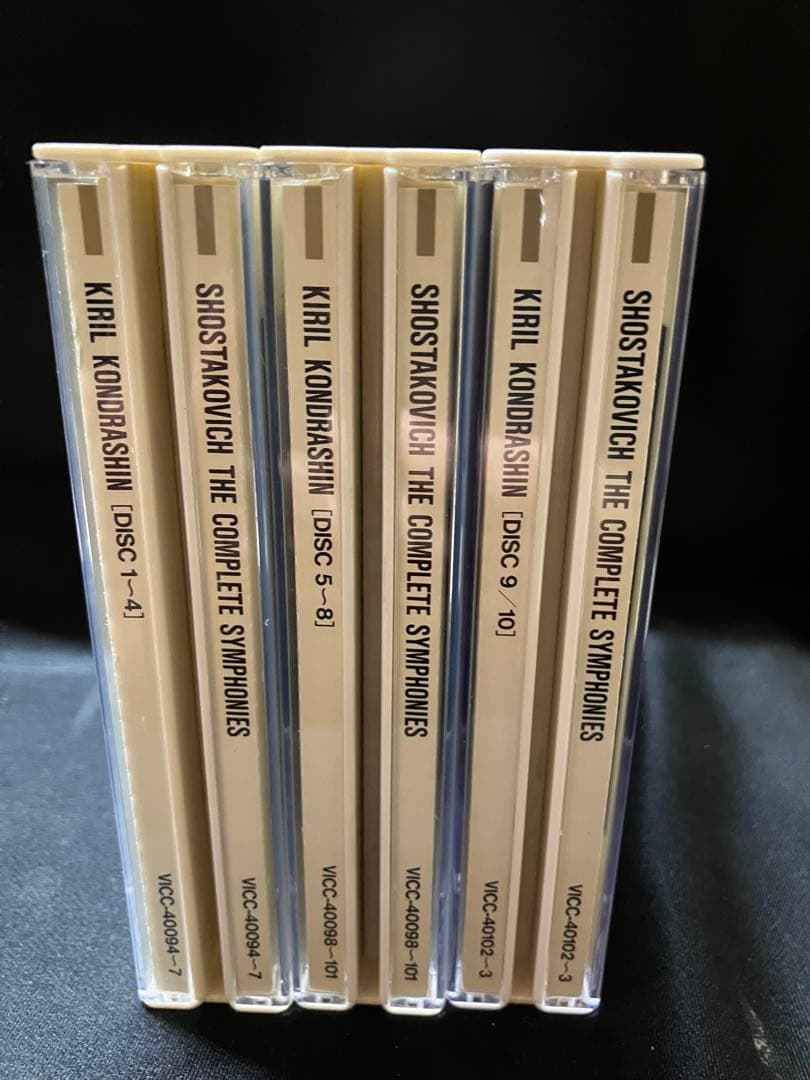 KIRIL KONDRASHIN [DISC 1〜4]
VICC-40094〜7
SHOSTAKOVICH THE COMPLETE SYMPHONIES
VICC-40094〜7
KIRIL KONDRASHIN [DISC 5〜8]
VICC-40098〜101
SHOSTAKOVICH THE COMPLETE SYMPHONIES
VICC-40098〜101
KIRIL KONDRASHIN [DISC 9/10]
VICC-40102〜3
SHOSTAKOVICH THE COMPLETE SYMPHONIES
VICC-40102〜3